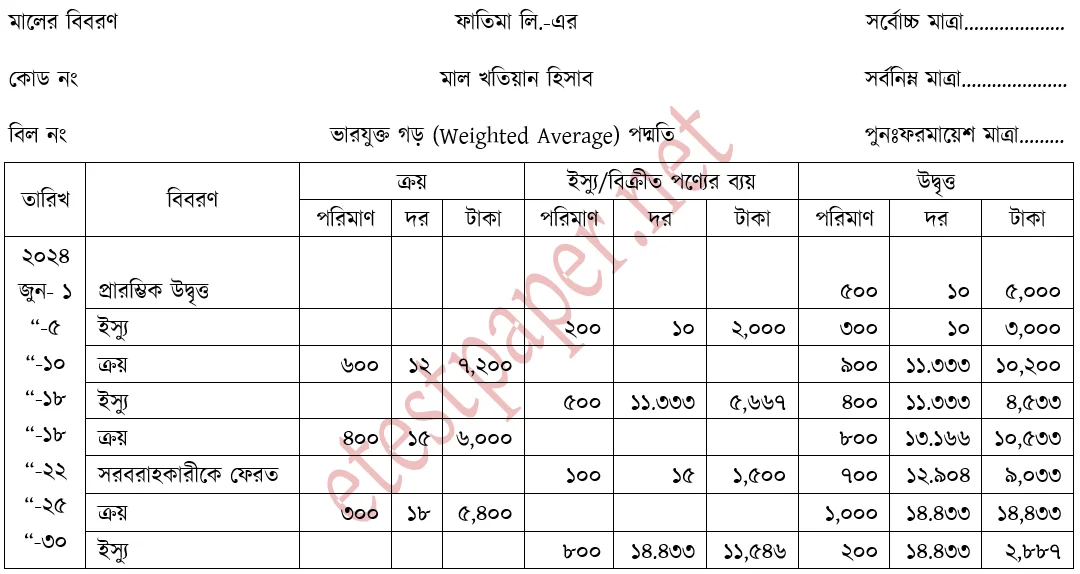 মালের বিবরণ ফাতিমা লি.-এর সর্বোচ্চ মাত্রা....................
কোড নং মাল খতিয়ান হিসাব সর্বনিম্ন মাত্রা.....................
বিল নং ভারযুক্ত গড় (Weighted Average) পদ্মতি পুনঃফরমায়েশ মাত্রা.........
তারিখ বিবরণ ক্রয় ইস্যু/বিক্রীত পণ্যের ব্যয় উদ্বৃত্ত
পরিমাণ দর টাকা পরিমাণ দর টাকা পরিমাণ দর টাকা
২০২৪
জুন- ১ প্রারম্ভিক উদ্বৃত্ত ৫০০ ১০ ৫,০০০
“-৫ ইস্যু ২০০ ১০ ২,০০০ ৩০০ ১০ ৩,০০০
“-১০ ক্রয় ৬০০ ১২ ৭,২০০ ৯০০ ১১.৩৩৩ ১০,২০০
“-১৮ ইস্যু ৫০০ ১১.৩৩৩ ৫,৬৬৭ ৪০০ ১১.৩৩৩ ৪,৫৩৩
“-১৮ ক্রয় ৪০০ ১৫ ৬,০০০ ৮০০ ১৩.১৬৬ ১০,৫৩৩
“-২২ সরবরাহকারীকে ফেরত ১০০ ১৫ ১,৫০০ ৭০০ ১২.৯০৪ ৯,০৩৩
“-২৫ ক্রয় ৩০০ ১৮ ৫,৪০০ ১,০০০ ১৪.৪৩৩ ১৪,৪৩৩
“-৩০ ইস্যু ৮০০ ১৪.৪৩৩ ১১,৫৪৬ ২০০ ১৪.৪৩৩ ২,৮৮৭
etestpaper.net